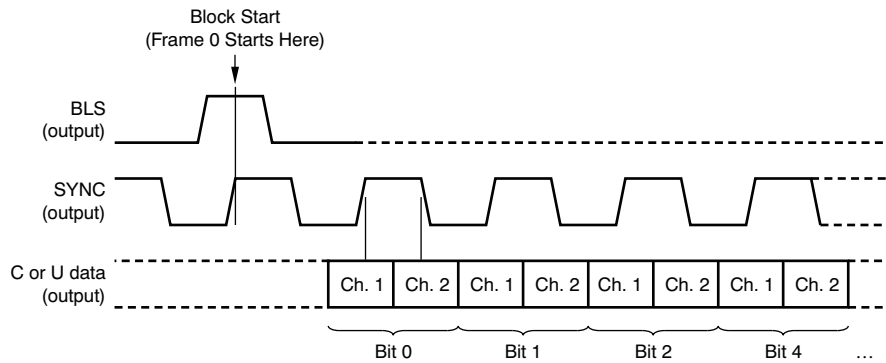 Block Start
(Frame 0 Starts Here)
BLS
(output)
SYNC
(output)
C or U data
(output)
Ch. 1 Ch. 2 Ch. 1 Ch. 2 Ch. 1 Ch. 2 Ch. 1 Ch. 2
Bit 0 Bit 1 Bit 2 Bit 4 ...